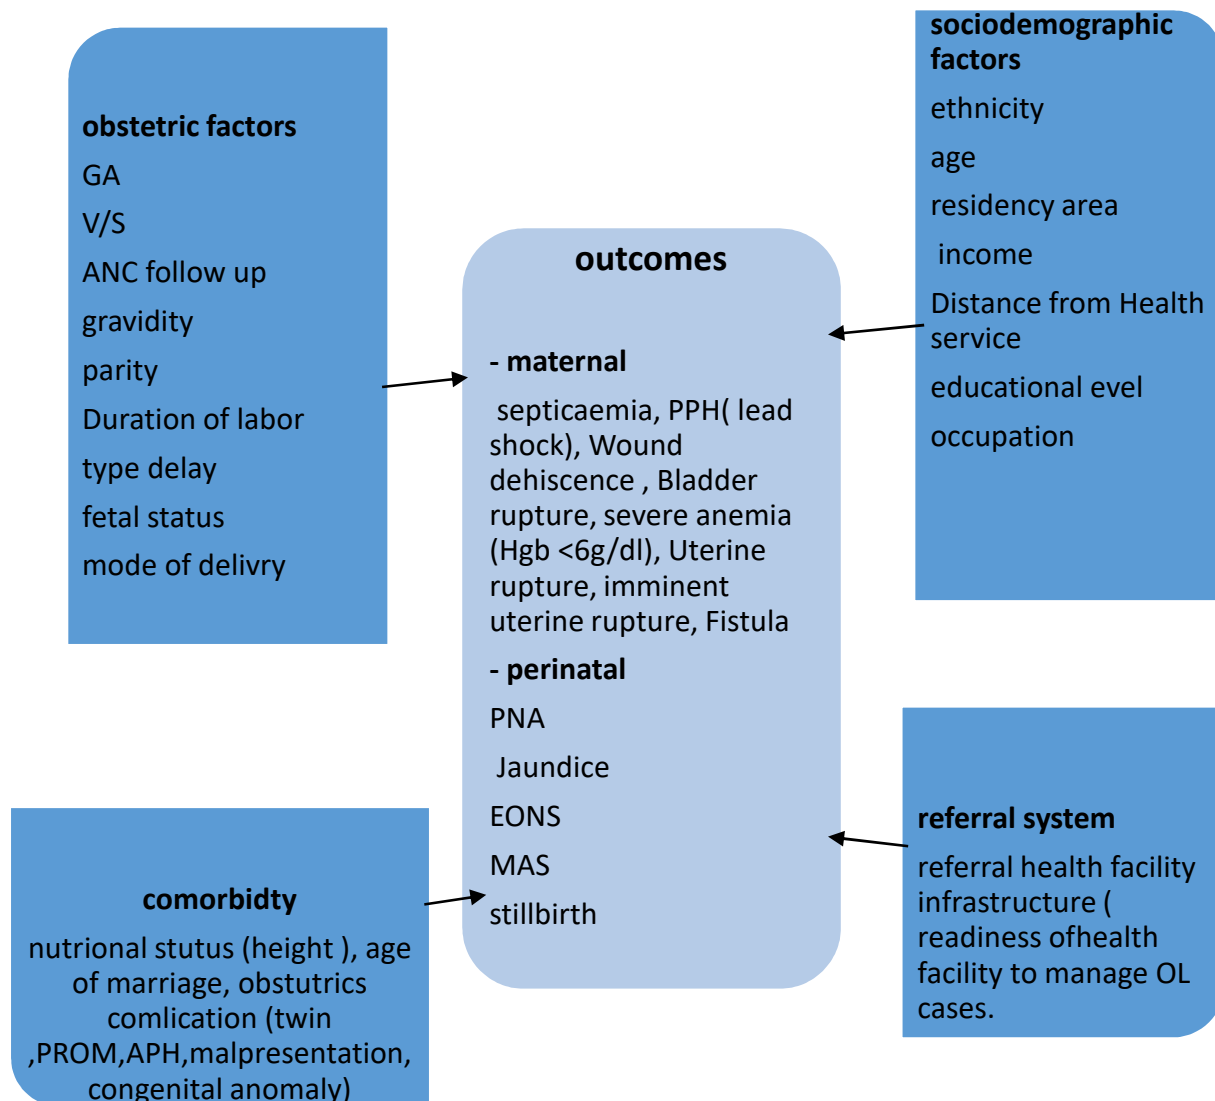 obstetric factors
GA
V/S
ANC follow up
gravidity
parity
Duration of labor
type delay
fetal status
mode of delivry
sociodemographic
factors
ethnicity
age
residency area
income
Distance from Health
service
educational evel
occupation
outcomes
- maternal
septicaemia, PPH( lead
shock), Wound
dehiscence , Bladder
rupture, severe anemia
(Hgb <6g/dl), Uterine
rupture, imminent
uterine rupture, Fistula
- perinatal
PNA
Jaundice
EONS
MAS
stillbirth
comorbidty
nutrional stutus (height ), age
of marriage, obstutrics
comlication (twin
,PROM,APH,malpresentation,
congenital anomaly)
referral system
referral health facility
infrastructure (
readiness ofhealth
facility to manage OL
cases.